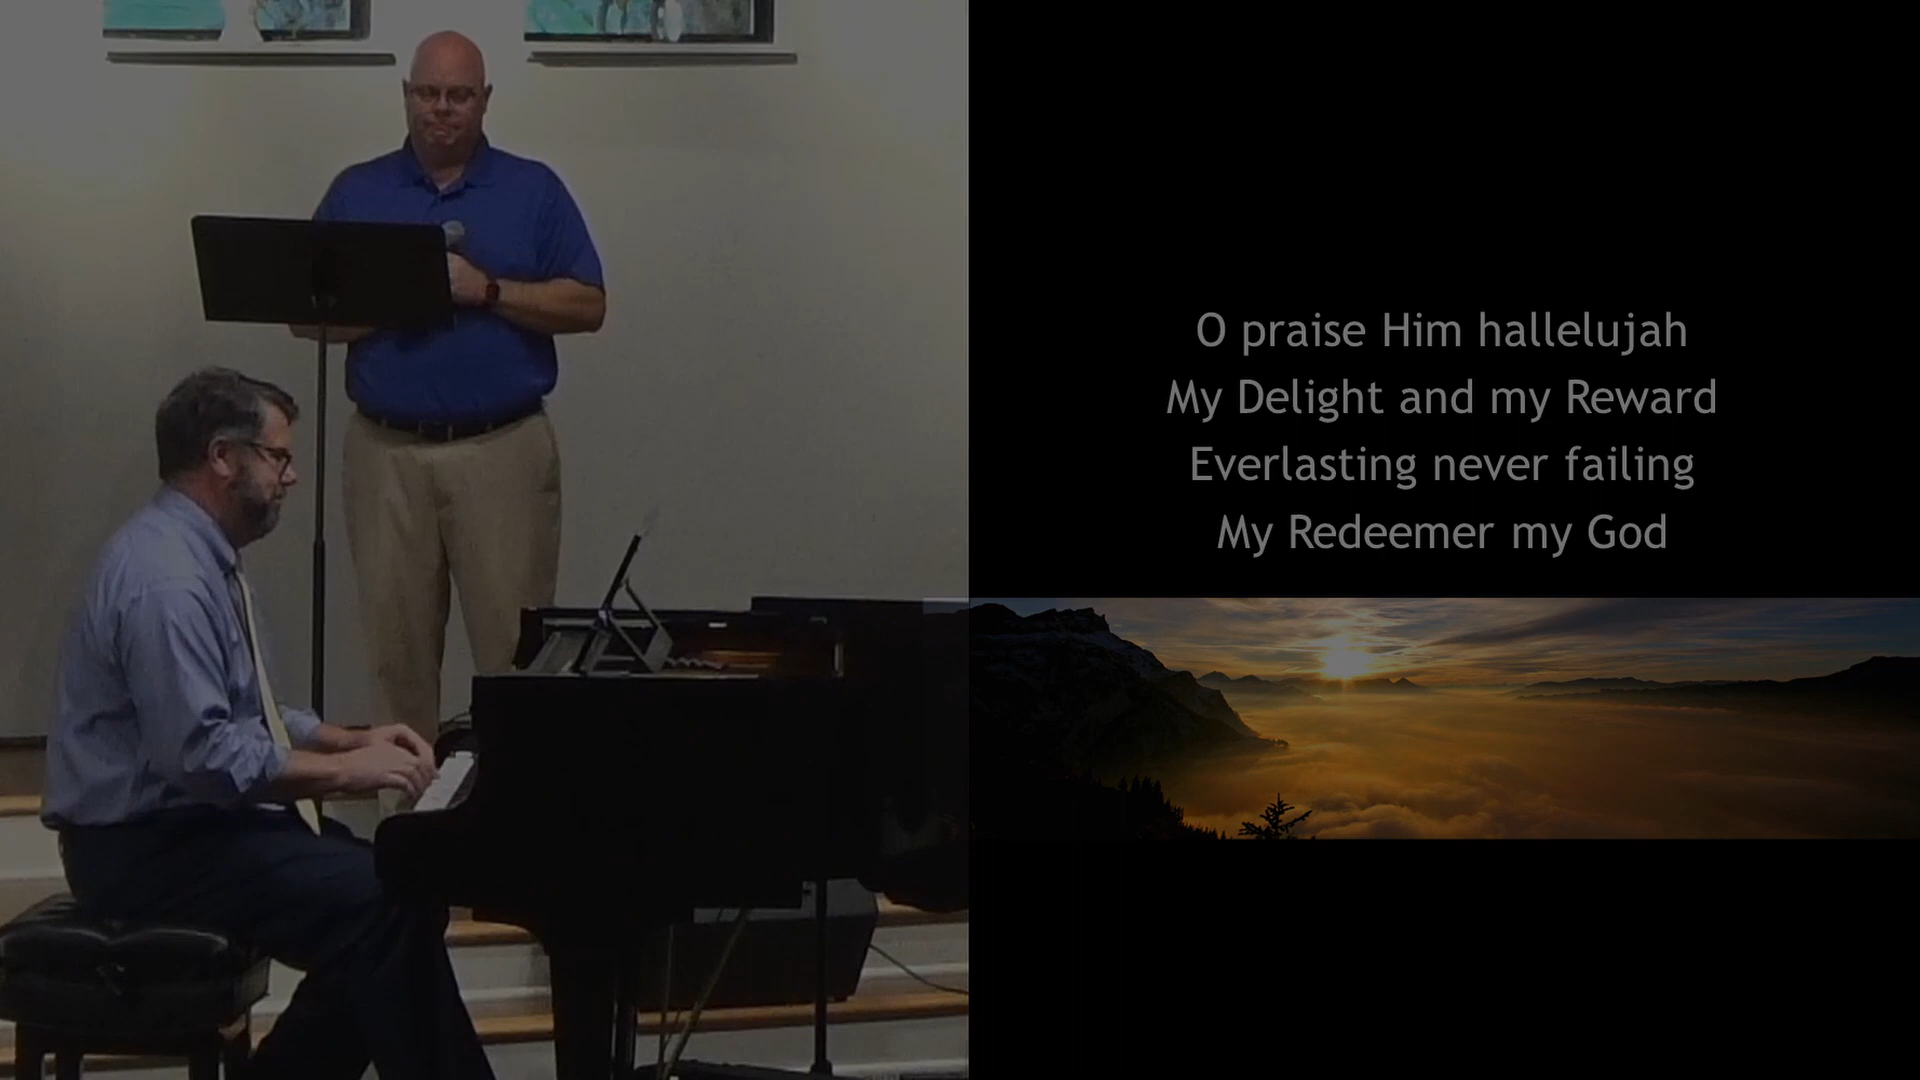 O praise Him hallelujah
My Delight and my Reward
Everlasting never failing
My Redeemer my God